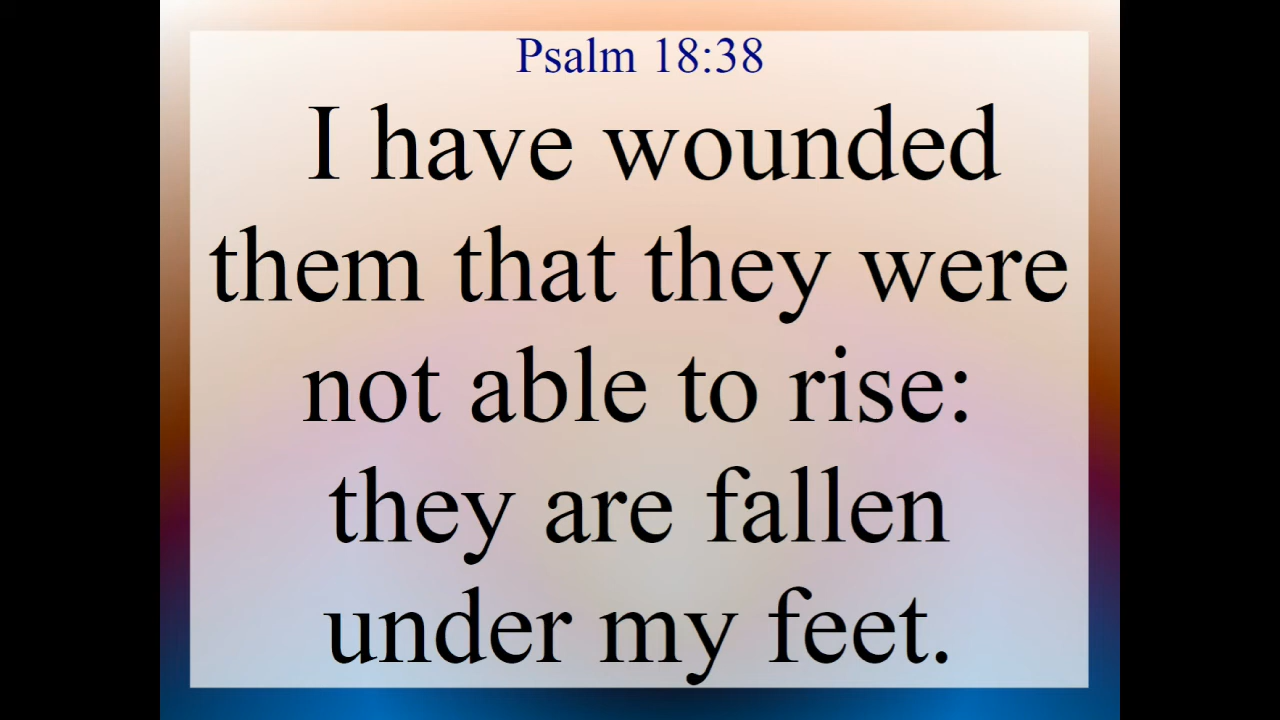 Psalm 18:38
I have wounded
them that they were
not able to rise:
they are fallen
under my feet.